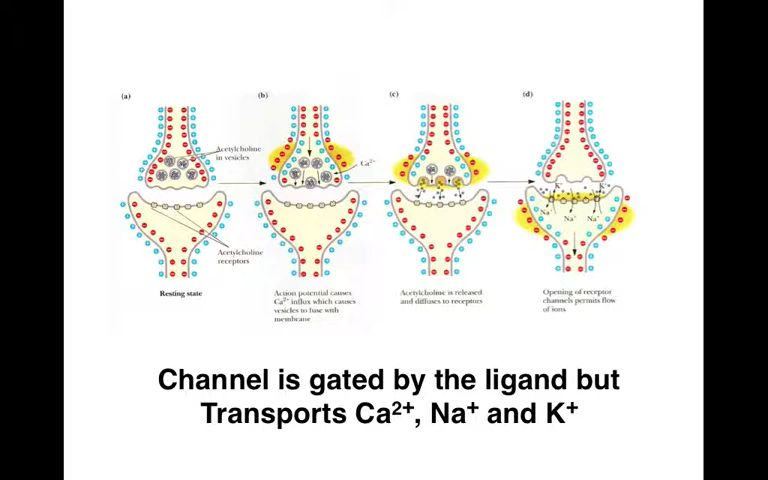 (a)
(b)
(c)
(d)
Acetylcholine
in vesicles
Ca²⁺
K⁺
K⁺
Na⁺
Na⁺
Na⁺
Acetylcholine
receptors
Resting state
Action potential causes
Ca²⁺ influx which causes
vesicles to fuse with
membrane
Acetylcholine is released
and diffuses to receptors
Opening of receptor
channels permits flow
of ions
Channel is gated by the ligand but
Transports Ca²⁺, Na⁺ and K⁺